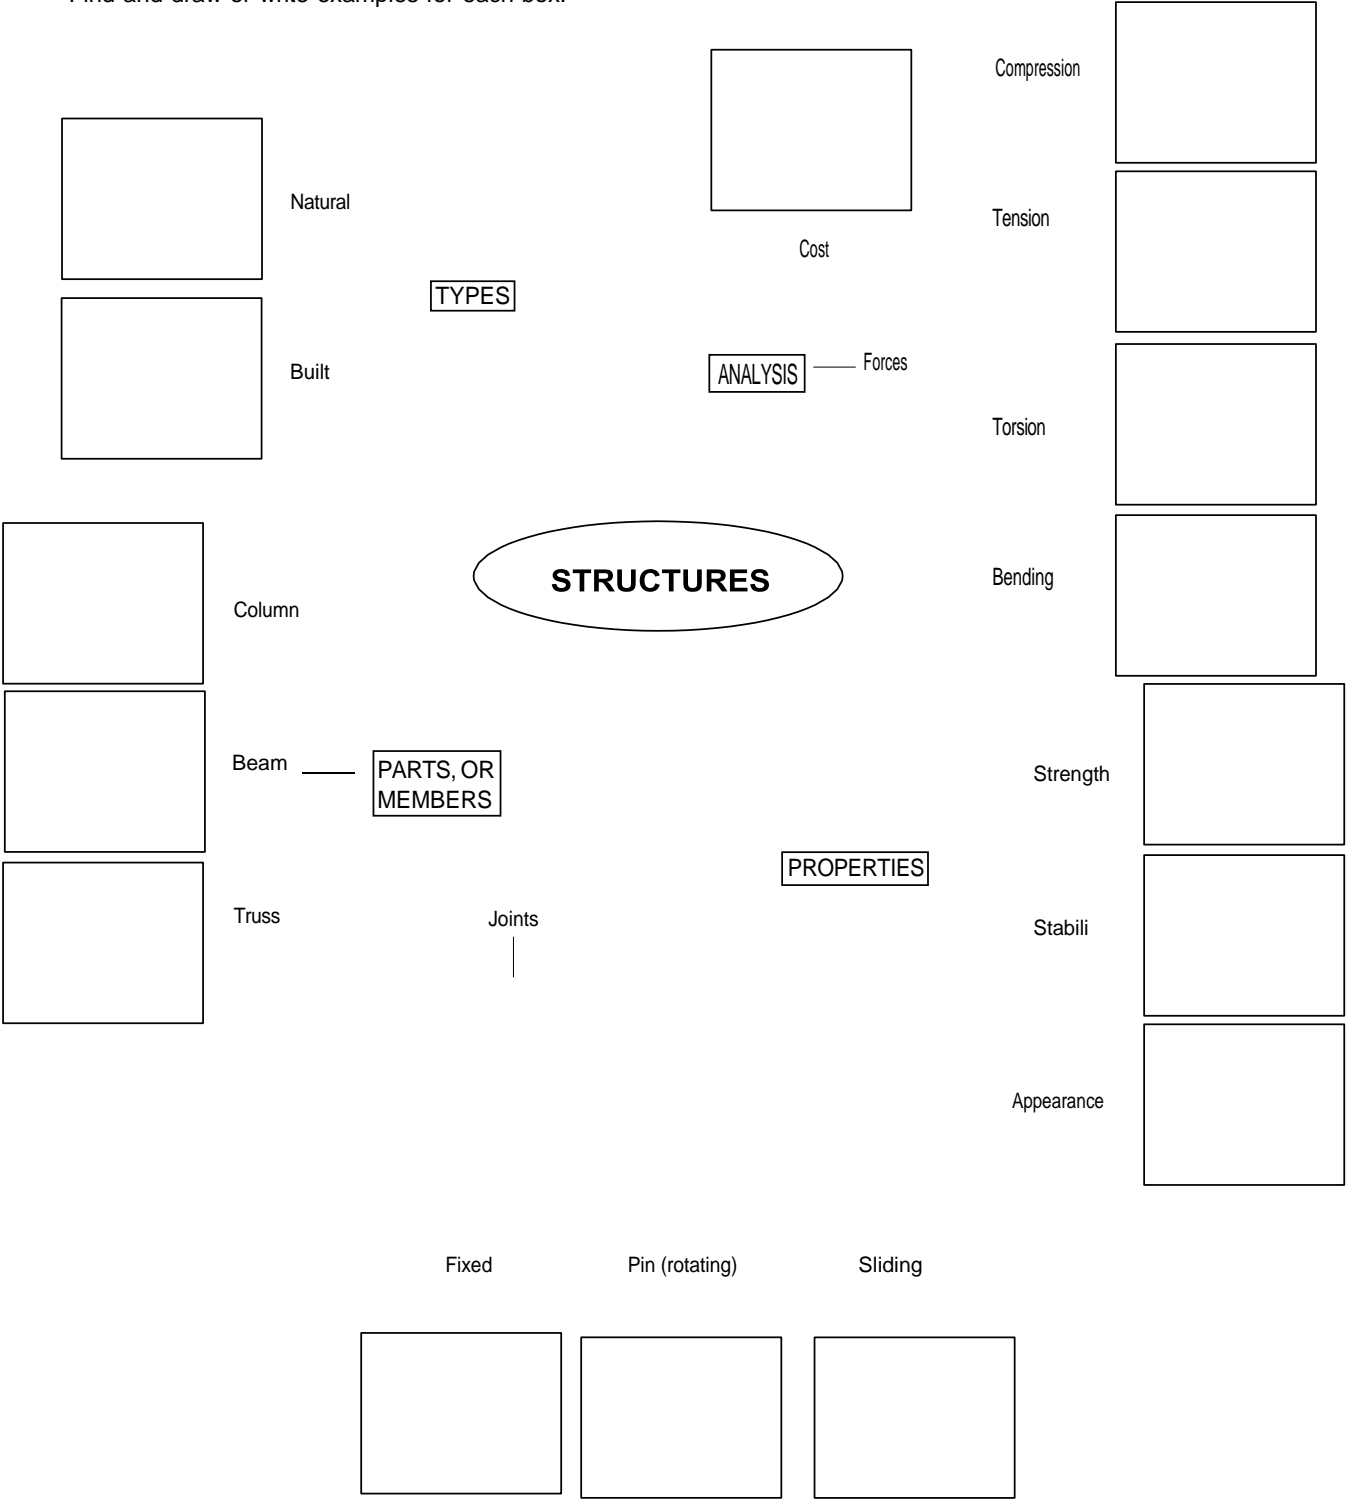 Find and draw or write examples for each box.
Compression
Natural
Tension
Cost
TYPES
Built
ANALYSIS
Forces
Torsion
STRUCTURES
Bending
Column
Beam
PARTS, OR
MEMBERS
Strength
PROPERTIES
Truss
Joints
Stabili
Appearance
Fixed
Pin (rotating)
Sliding